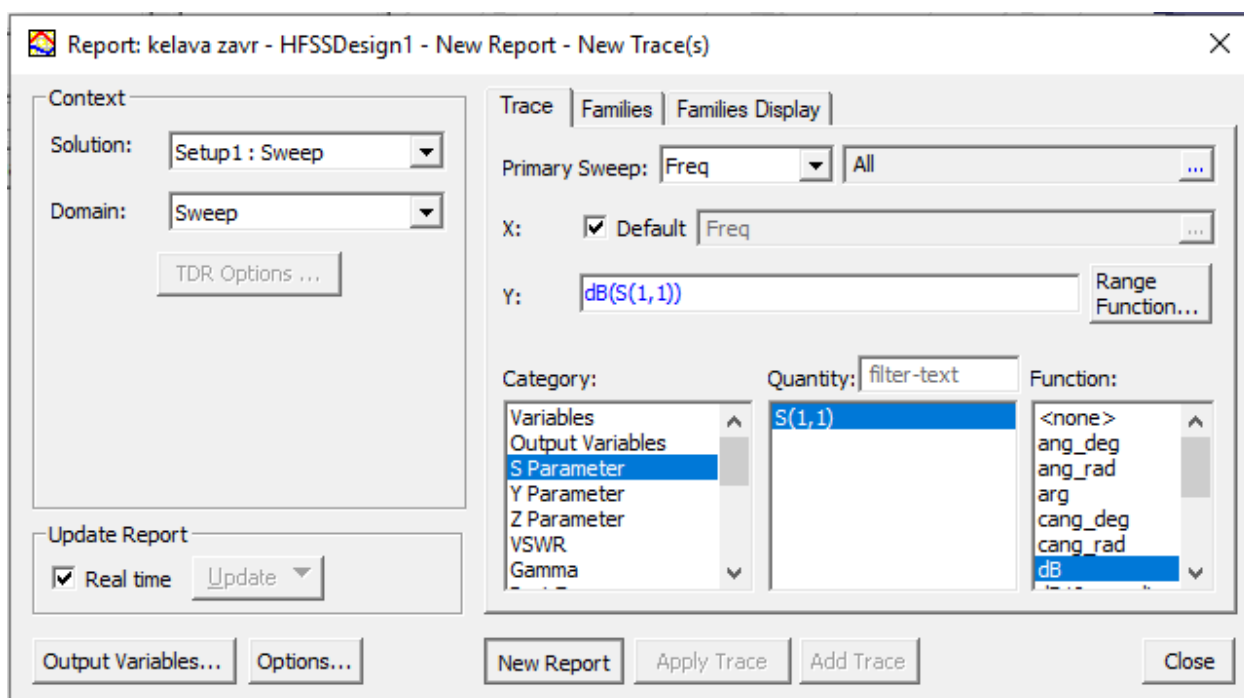 Report: kelava zavr - HFSSDesign1 - New Report - New Trace(s)
Context
Solution:
Setup1 : Sweep
Domain:
Sweep
TDR Options ...
Update Report
Real time
Update
Output Variables...
Options...
Trace
Families
Families Display
Primary Sweep:
Freq
All
...
X:
Default
Freq
...
Y:
dB(S(1,1))
Range
Function...
Category:
Variables
Output Variables
S Parameter
Y Parameter
Z Parameter
VSWR
Gamma
Quantity:
filter-text
S(1,1)
Function:
<none>
ang_deg
ang_rad
arg
cang_deg
cang_rad
dB
New Report
Apply Trace
Add Trace
Close